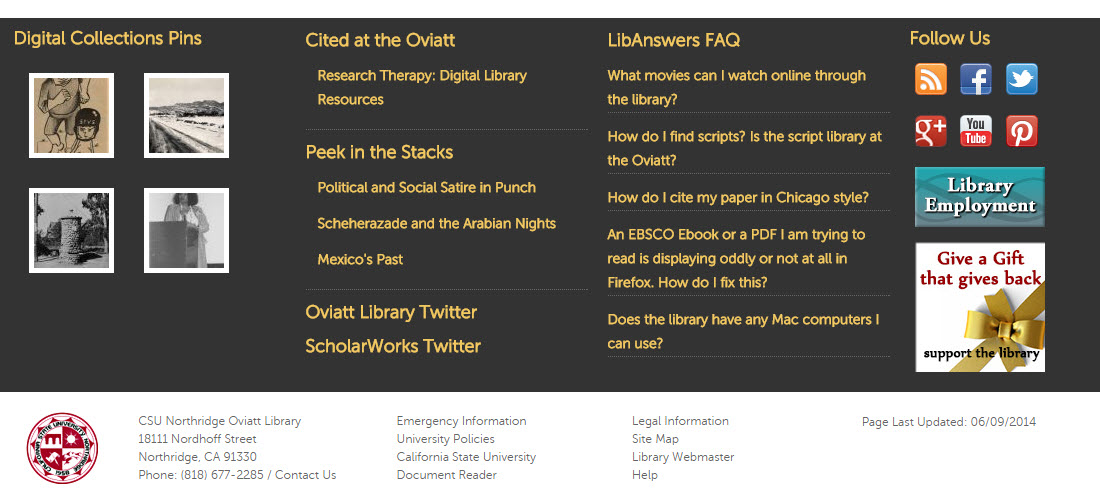 Digital Collections Pins
Cited at the Oviatt
Research Therapy: Digital Library
Resources
Peek in the Stacks
Political and Social Satire in Punch
Scheherazade and the Arabian Nights
Mexico's Past
Oviatt Library Twitter
ScholarWorks Twitter
LibAnswers FAQ
What movies can I watch online through
the library?
How do I find scripts? Is the script library at
the Oviatt?
How do I cite my paper in Chicago style?
An EBSCO Ebook or a PDF I am trying to
read is displaying oddly or not at all in
Firefox. How do I fix this?
Does the library have any Mac computers I
can use?
Follow Us
g+
You
Tube
Library
Employment
Give a Gift
that gives back
support the library
CALIFORNIA STATE UNIVERSITY NORTHRIDGE
1958
CSU Northridge Oviatt Library
18111 Nordhoff Street
Northridge, CA 91330
Phone: (818) 677-2285 / Contact Us
Emergency Information
University Policies
California State University
Document Reader
Legal Information
Site Map
Library Webmaster
Help
Page Last Updated: 06/09/2014